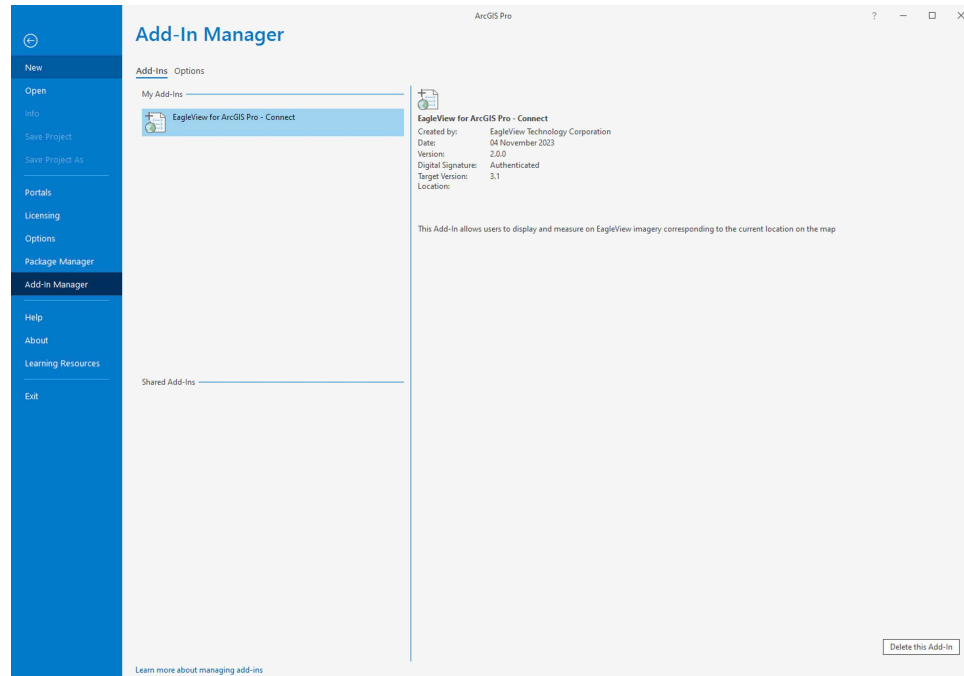 ArcGIS Pro
?
Add-In Manager
New
Open
Info
Save Project
Save Project As
Portals
Licensing
Options
Package Manager
Add-In Manager
Help
About
Learning Resources
Exit
Add-Ins Options
My Add-Ins
EagleView for ArcGIS Pro - Connect
Shared Add-Ins
Learn more about managing add-ins
EagleView for ArcGIS Pro - Connect
Created by: EagleView Technology Corporation
Date: 04 November 2023
Version: 2.0.0
Digital Signature: Authenticated
Target Version: 3.1
Location:
This Add-In allows users to display and measure on EagleView imagery corresponding to the current location on the map
Delete this Add-In